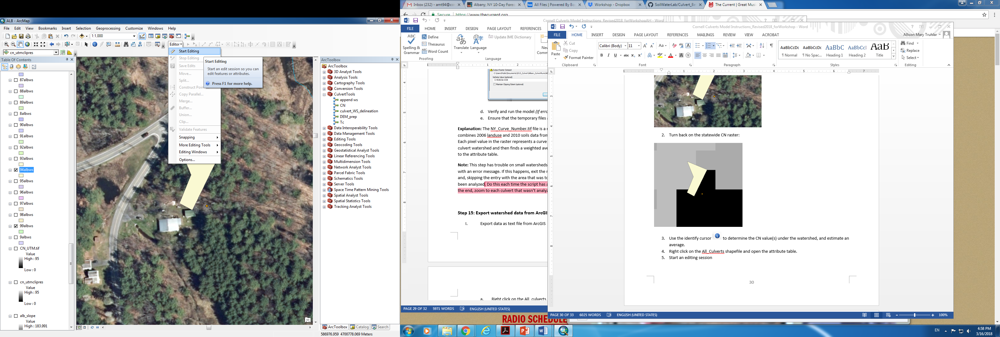 ALB - ArcMap
File Edit View Bookmarks Insert Selection Geoprocessing Customize Windows Help
1:1,000
Editor
cn_utmclipres
Start Editing
Stop Editing
Save Edits
Move...
Split...
Construct Poin
Copy Parallel...
Merge...
Buffer...
Union...
Clip...
Validate Features
Snapping
More Editing Tools
Editing Windows
Options...
Start Editing
Start an edit session so you can
edit features or attributes.
Press F1 for more help.
Table Of Contents
87albws
88albws
89albws
8albws
90albws
91albws
92albws
93albws
94albws
95albws
96albws
97albws
98albws
99albws
9albws
CN_UTM.tif
Value
High : 95
Low : 0
cn_utmclipres
Value
High : 95
Low : 0
alb_slope
Value
High : 183.991
ArcToolbox
ArcToolbox
3D Analyst Tools
Analysis Tools
Cartography Tools
Conversion Tools
CulvertTools
append ws
CN
culvert_WS_delineation
DEM_prep
Tc
Data Interoperability Tools
Data Management Tools
Editing Tools
Geocoding Tools
Geostatistical Analyst Tools
Linear Referencing Tools
Multidimension Tools
Network Analyst Tools
Parcel Fabric Tools
Schematics Tools
Server Tools
Space Time Pattern Mining Tools
Spatial Analyst Tools
Spatial Statistics Tools
Tracking Analyst Tools
ArcToolbox Catalog Search
586976.959 4700778.069 Meters
Inbox (232) - amt94@co
Albany, NY 10-Day Forec
All Files | Powered By Bo
Workshop - Dropbox
SoilWaterLab/Culvert_Be
The Current | Great Mus
Secure https://www.thecurrent.org
Cornell Culverts Model Instructions_Revised2018_forWorkshopAH - Word
FILE HOME INSERT DESIGN PAGE LAYOUT REFERENCES
Spelling & Grammar
Define
Thesaurus
Word Count
Proofing
Translate
Language
Update IME Dictionary
Language
New
Comm
Output Raster Dataset
NoData Value (optional)
Maintain Clipping Extent (optional)
d. Verify and run the model (If erro
e. Ensure that the temporary files
Explanation: The NY_Curve_Number.tif file is a
combines 2006 landuse and 2010 soils data from
Each pixel value in the raster represents a curve
culvert watershed and then finds a weighted ave
to the attribute table.
Note: This step has trouble on small watersheds
with an error message. If this happens, exit the
and, skipping the entry with the area that was to
been analyzed. Do this each time the script has
the end, zoom to each culvert that wasn't analyz
Step 15: Export watershed data from ArcGIS
I. Export data as text file from ArcGIS
a. Right click on the All_culverts
PAGE 29 OF 32 5971 WORDS ENGLISH (UNITED STATES)
RADIO SCHEDULE
Cornell Culverts Model Instructions_Revised2018_forWorkshop - Word
FILE HOME INSERT DESIGN PAGE LAYOUT REFERENCES MAILINGS REVIEW VIEW ACROBAT
Allison Mary Truhlar
Paste
Cut
Copy
Format Painter
Clipboard
Calibri (Body) 11
Font
Paragraph
AaBbCcDc AaBbCcDc AaBbC AaBbCcI AaB
¶ Normal ¶ No Spac... Heading 1 Heading 2 Title
Styles
Find
Replace
Select
Editing
2. Turn back on the statewide CN raster:
3. Use the identify cursor to determine the CN value(s) under the watershed, and estimate an
average.
4. Right click on the All_Culverts shapefile and open the attribute table.
5. Start an editing session
30
PAGE 30 OF 33 6025 WORDS ENGLISH (UNITED STATES)
100%
EN
4:58 PM
3/16/2018